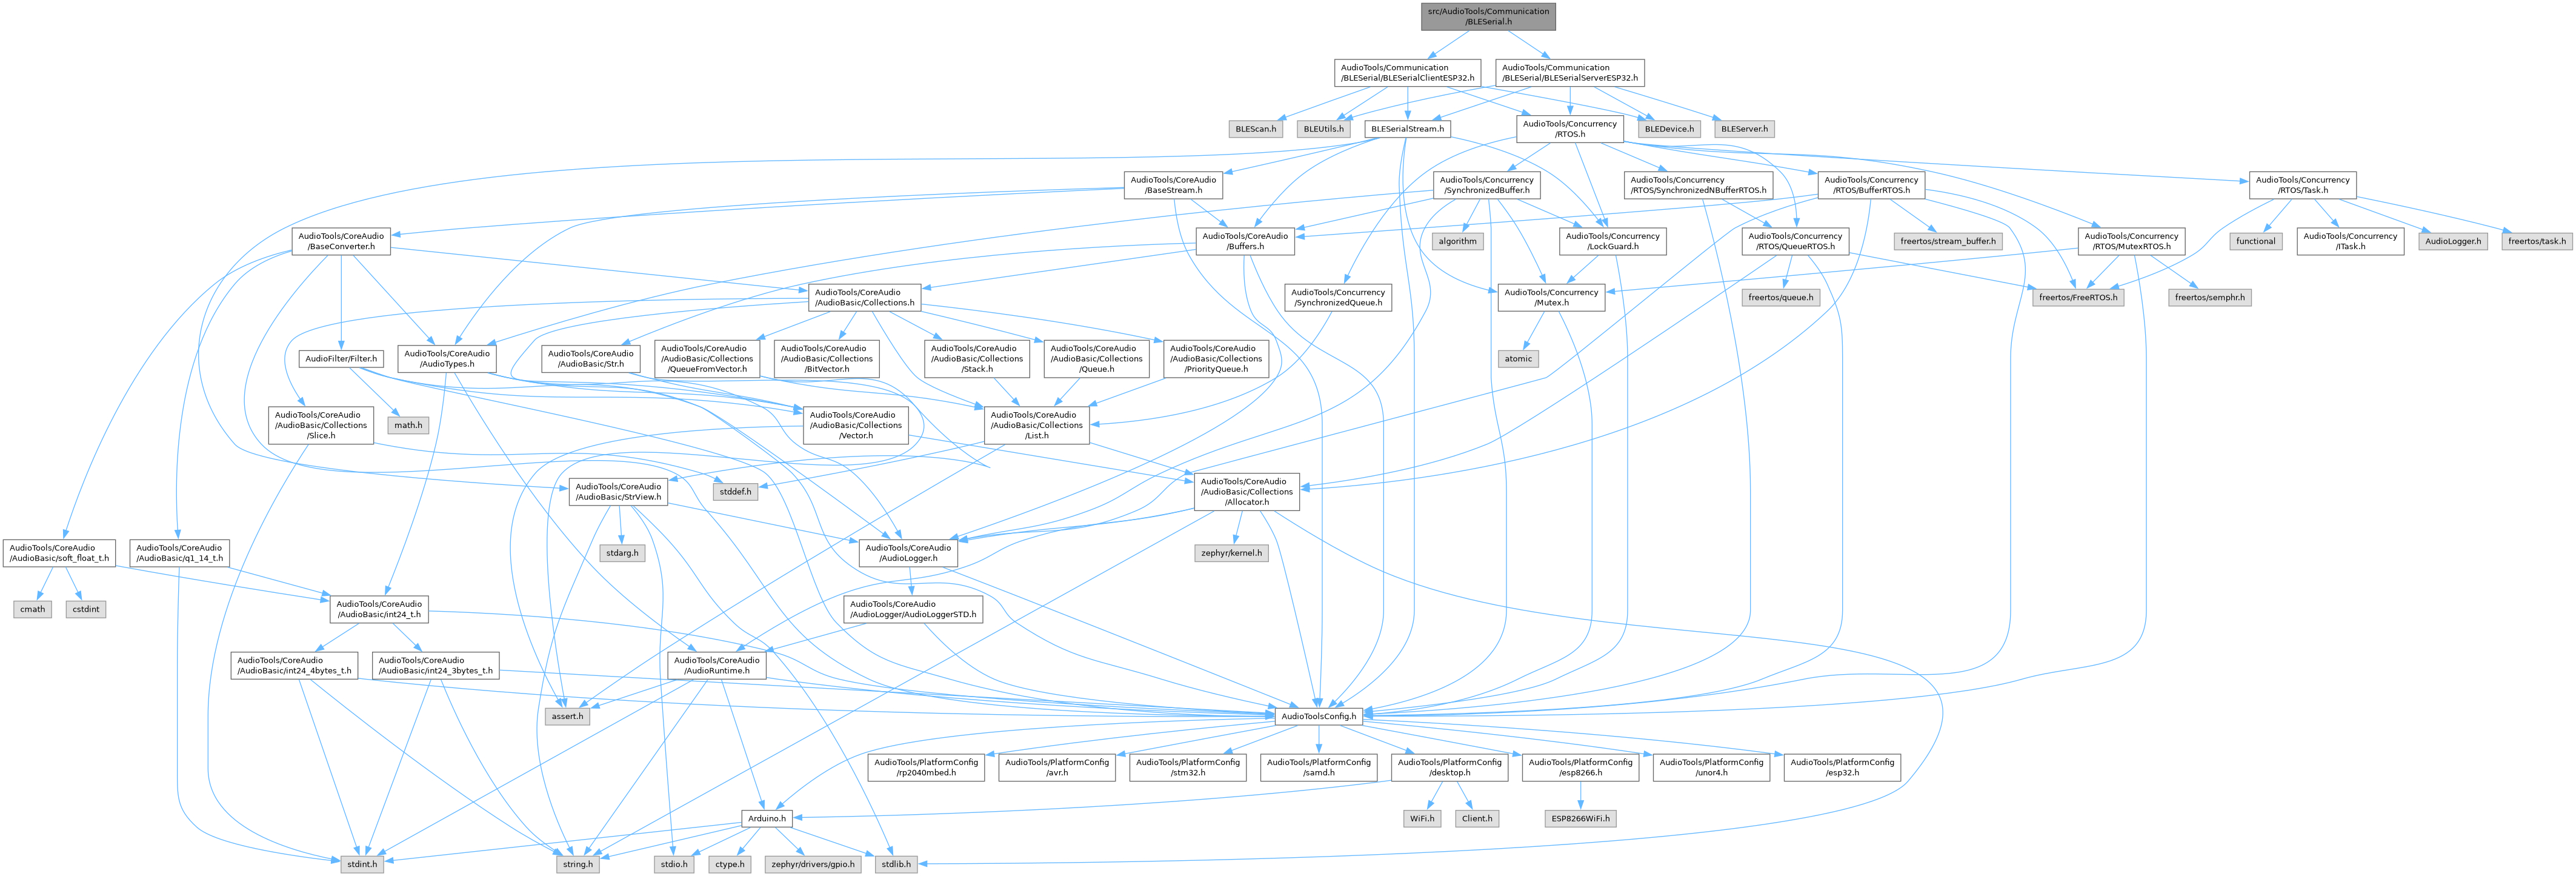 src/AudioTools/Communication
/BLESerial.h
AudioTools/Communication
/BLESerial/BLESerialClientESP32.h
AudioTools/Communication
/BLESerial/BLESerialServerESP32.h
BLEScan.h
BLEUtils.h
BLESerialStream.h
AudioTools/Concurrency
/RTOS.h
BLEDevice.h
BLEServer.h
AudioTools/CoreAudio
/BaseStream.h
AudioTools/Concurrency
/SynchronizedBuffer.h
AudioTools/Concurrency
/RTOS/SynchronizedNBufferRTOS.h
AudioTools/Concurrency
/RTOS/BufferRTOS.h
AudioTools/Concurrency
/RTOS/Task.h
AudioTools/CoreAudio
/BaseConverter.h
AudioTools/CoreAudio
/Buffers.h
algorithm
AudioTools/Concurrency
/LockGuard.h
AudioTools/Concurrency
/RTOS/QueueRTOS.h
freertos/stream_buffer.h
AudioTools/Concurrency
/RTOS/MutexRTOS.h
functional
AudioTools/Concurrency
/ITask.h
AudioLogger.h
freertos/task.h
AudioTools/CoreAudio
/AudioBasic/Collections.h
AudioTools/Concurrency
/SynchronizedQueue.h
AudioTools/Concurrency
/Mutex.h
freertos/queue.h
freertos/FreeRTOS.h
freertos/semphr.h
AudioFilter/Filter.h
AudioTools/CoreAudio
/AudioTypes.h
AudioTools/CoreAudio
/AudioBasic/Str.h
AudioTools/CoreAudio
/AudioBasic/Collections
/QueueFromVector.h
AudioTools/CoreAudio
/AudioBasic/Collections
/BitVector.h
AudioTools/CoreAudio
/AudioBasic/Collections
/Stack.h
AudioTools/CoreAudio
/AudioBasic/Collections
/Queue.h
AudioTools/CoreAudio
/AudioBasic/Collections
/PriorityQueue.h
atomic
AudioTools/CoreAudio
/AudioBasic/Collections
/Slice.h
math.h
AudioTools/CoreAudio
/AudioBasic/Collections
/Vector.h
AudioTools/CoreAudio
/AudioBasic/Collections
/List.h
AudioTools/CoreAudio
/AudioBasic/StrView.h
stddef.h
AudioTools/CoreAudio
/AudioBasic/Collections
/Allocator.h
AudioTools/CoreAudio
/AudioBasic/soft_float_t.h
AudioTools/CoreAudio
/AudioBasic/q1_14_t.h
stdarg.h
AudioTools/CoreAudio
/AudioLogger.h
zephyr/kernel.h
cmath
cstdint
AudioTools/CoreAudio
/AudioBasic/int24_t.h
AudioTools/CoreAudio
/AudioLogger/AudioLoggerSTD.h
AudioTools/CoreAudio
/AudioBasic/int24_4bytes_t.h
AudioTools/CoreAudio
/AudioBasic/int24_3bytes_t.h
AudioTools/CoreAudio
/AudioRuntime.h
assert.h
AudioToolsConfig.h
AudioTools/PlatformConfig
/rp2040mbed.h
AudioTools/PlatformConfig
/avr.h
AudioTools/PlatformConfig
/stm32.h
AudioTools/PlatformConfig
/samd.h
AudioTools/PlatformConfig
/desktop.h
AudioTools/PlatformConfig
/esp8266.h
AudioTools/PlatformConfig
/unor4.h
AudioTools/PlatformConfig
/esp32.h
Arduino.h
WiFi.h
Client.h
ESP8266WiFi.h
stdint.h
string.h
stdio.h
ctype.h
zephyr/drivers/gpio.h
stdlib.h